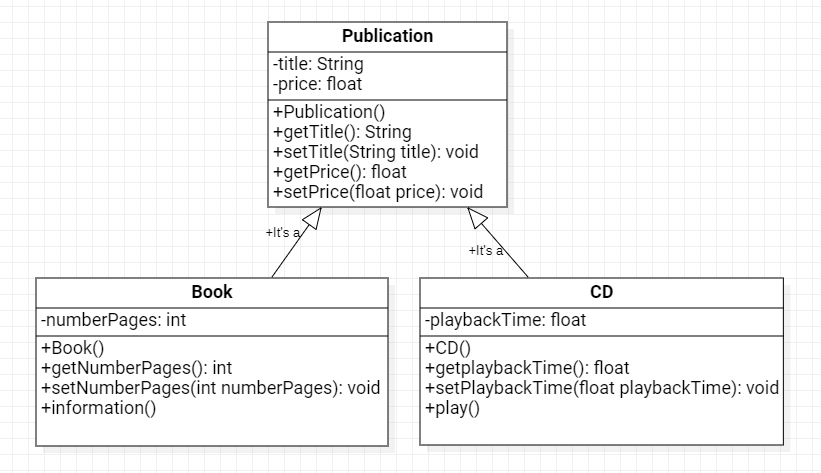 Publication
-title: String
-price: float
+Publication()
+getTitle(): String
+setTitle(String title): void
+getPrice(): float
+setPrice(float price): void
+It's a
+It's a
Book
-numberPages: int
+Book()
+getNumberPages(): int
+setNumberPages(int numberPages): void
+information()
CD
-playbackTime: float
+CD()
+getplaybackTime(): float
+setPlaybackTime(float playbackTime): void
+play()